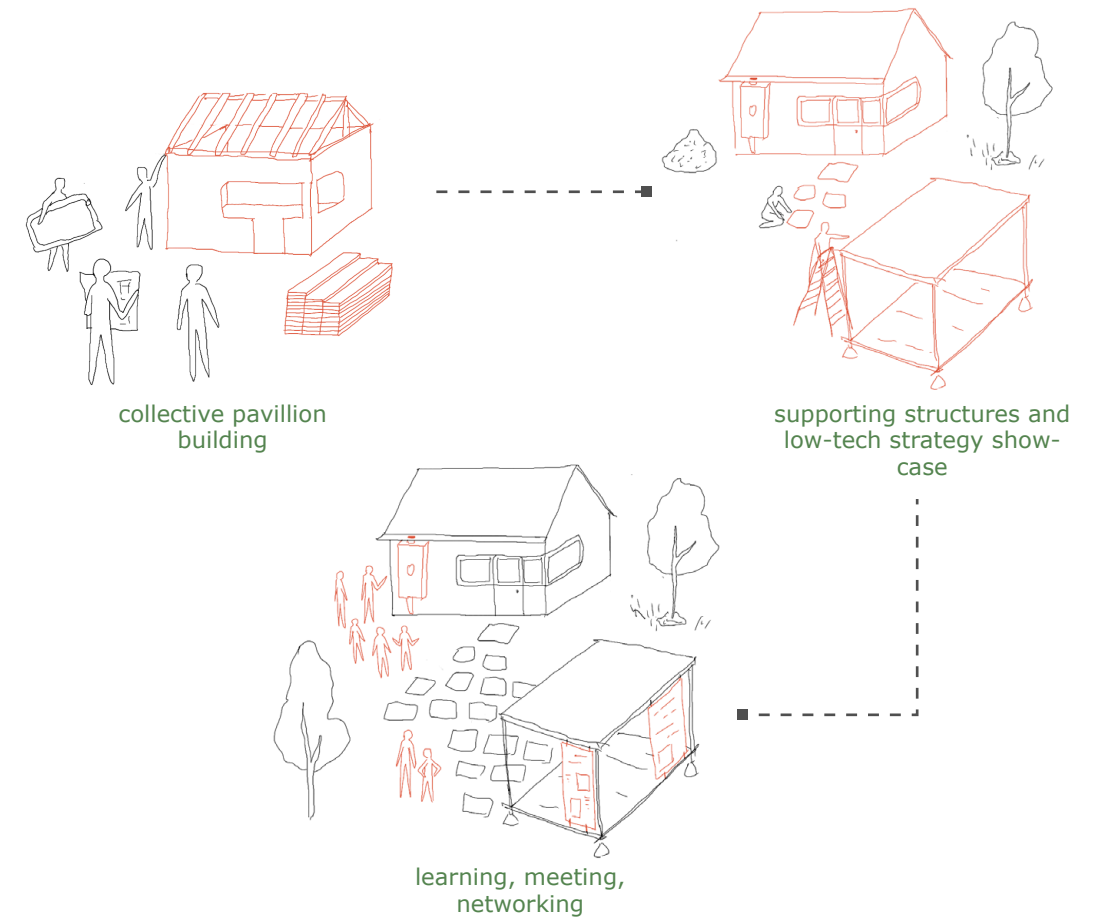 collective pavillion
building
supporting structures and
low-tech strategy show-
case
learning, meeting,
networking